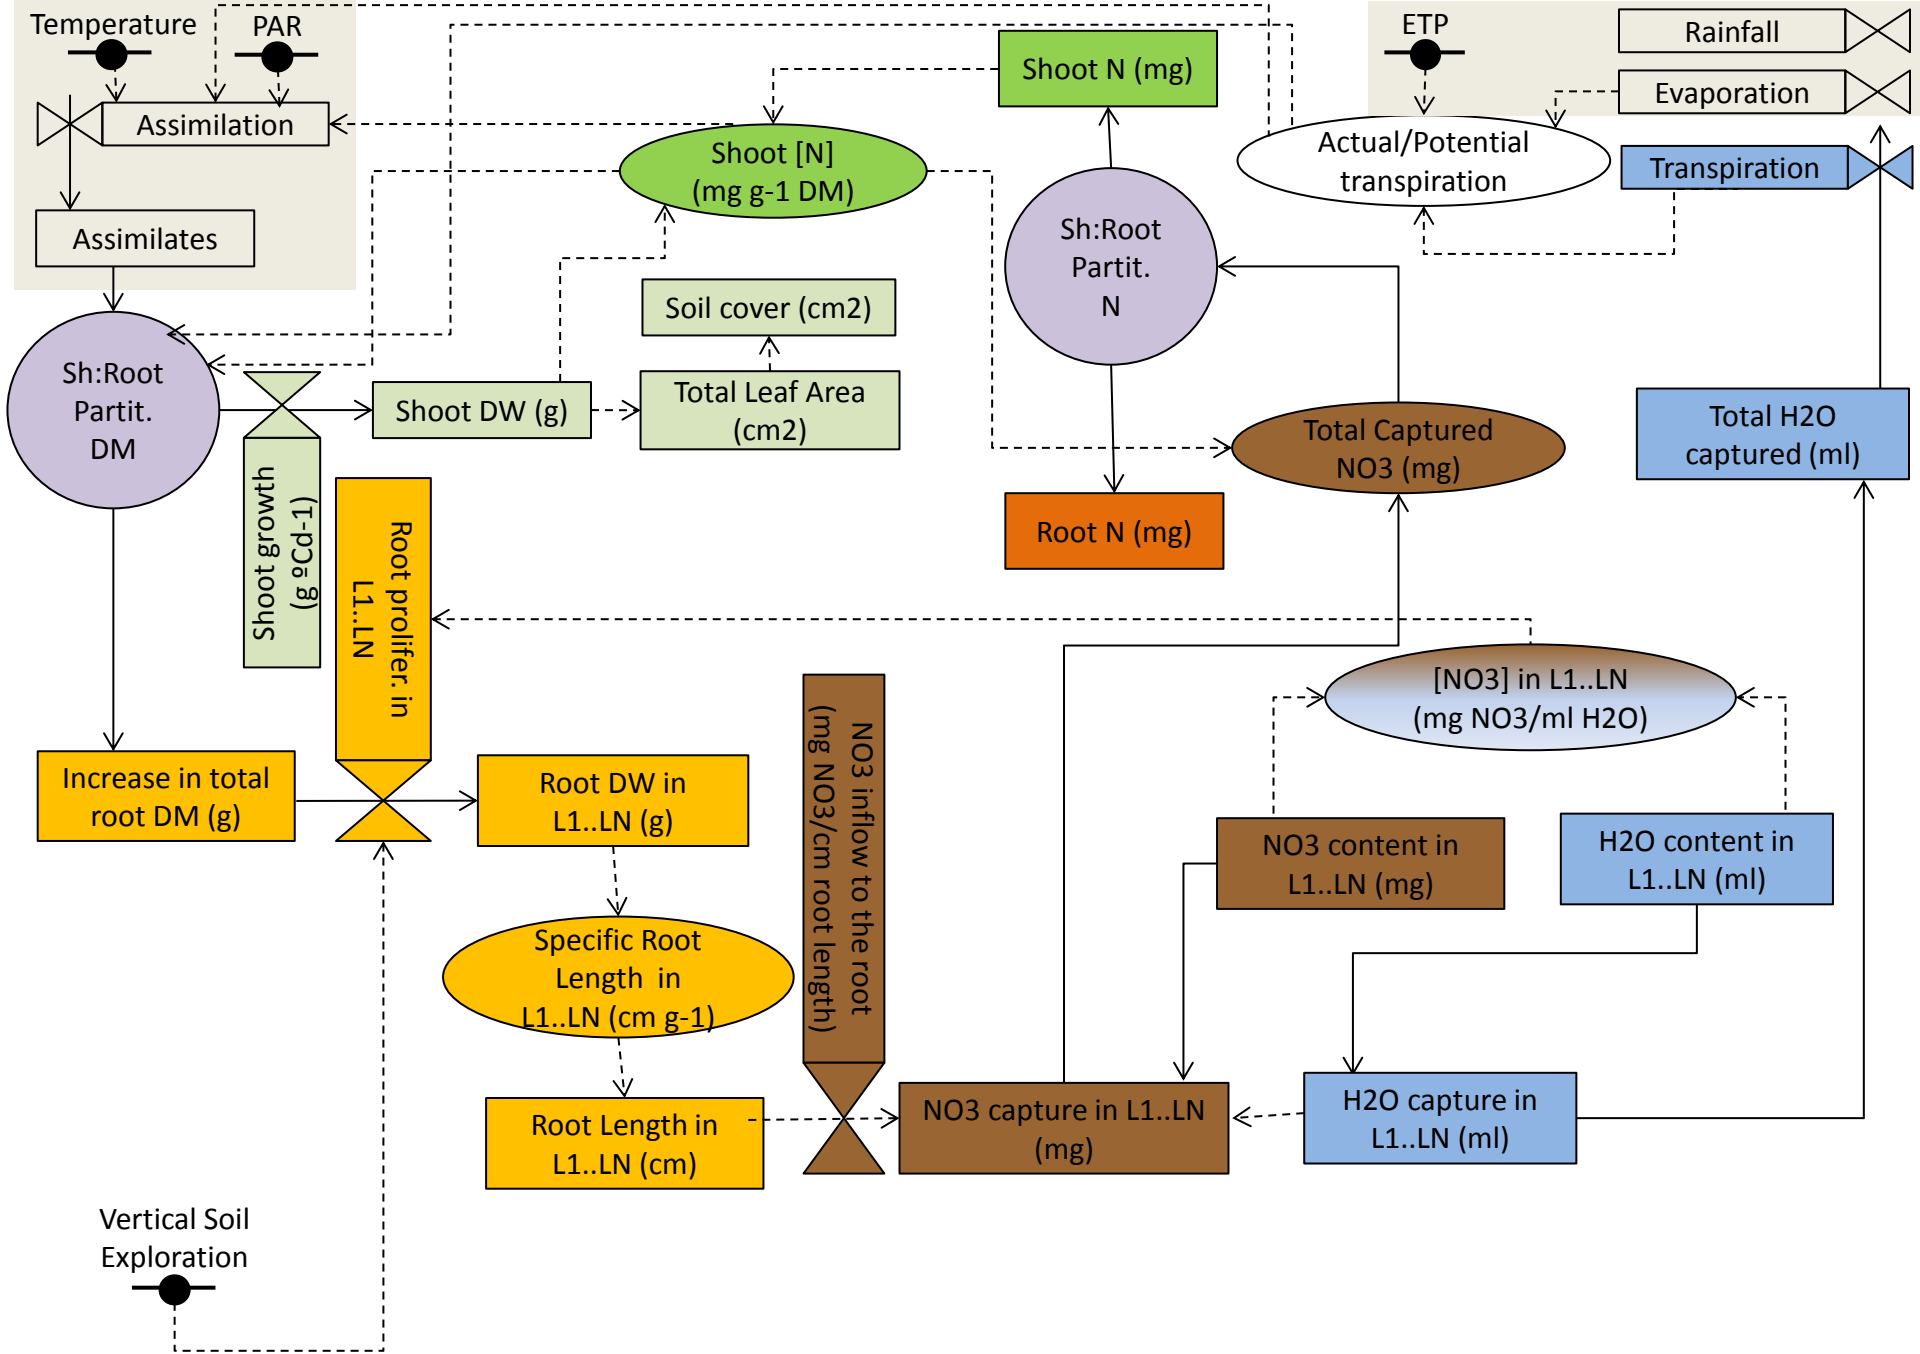 Temperature
PAR
ETP
Rainfall
Shoot N (mg)
Evaporation
Assimilation
Shoot [N]
(mg g-1 DM)
Actual/Potential
transpiration
Transpiration
Assimilates
Sh:Root
Partit.
N
Soil cover (cm2)
Sh:Root
Partit.
DM
Shoot DW (g)
Total Leaf Area
(cm2)
Total Captured
NO3 (mg)
Total H2O
captured (ml)
Shoot growth
(g ºCd-1)
Root prolifer. in
L1..LN
Root N (mg)
[NO3] in L1..LN
(mg NO3/ml H2O)
NO3 inflow to the root
(mg NO3/cm root length)
Increase in total
root DM (g)
Root DW in
L1..LN (g)
NO3 content in
L1..LN (mg)
H2O content in
L1..LN (ml)
Specific Root
Length  in
L1..LN (cm g-1)
Root Length in
L1..LN (cm)
NO3 capture in L1..LN
(mg)
H2O capture in
L1..LN (ml)
Vertical Soil
Exploration